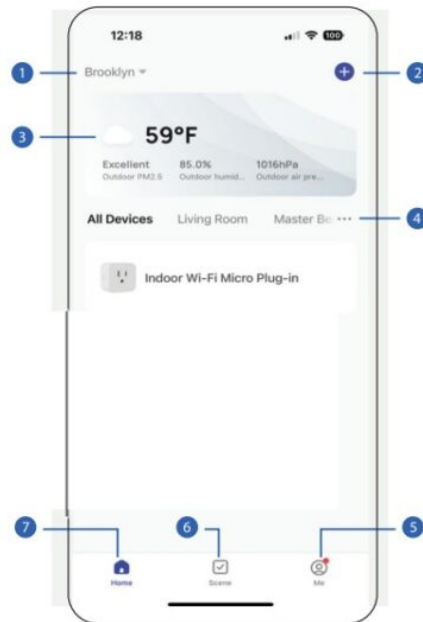 12:18
100
1
Brooklyn
2
3
59°F
Excellent
85.0%
1016hPa
Outdoor PM2.5
Outdoor humid...
Outdoor air pre...
All Devices
Living Room
Master Be
4
Indoor Wi-Fi Micro Plug-in
7
6
5
Home
Scene
Me